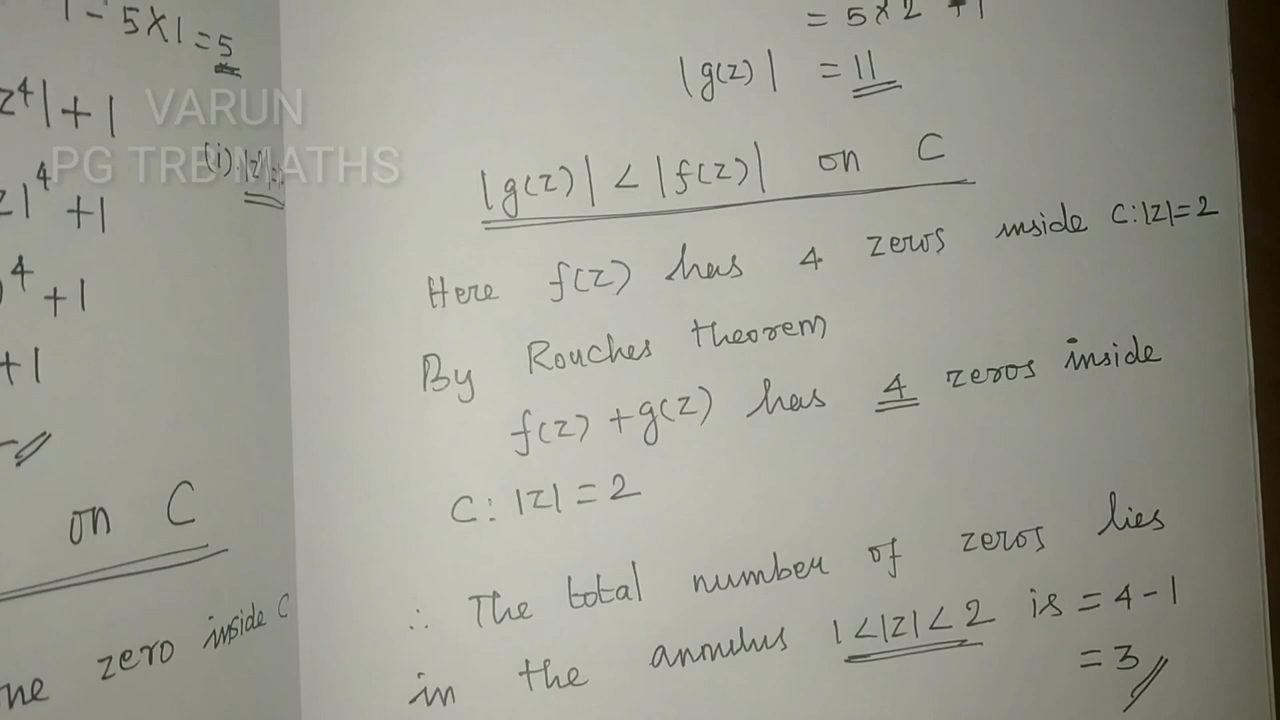 1 - 5×1 = 5
z⁴| + 1
VARUN
PG TRB MATHS
z|⁴ + 1
⁴ + 1
+ 1
on C
ne zero inside C
= 5×2 + 1
|g(z)| = 11
|g(z)| < |f(z)| on C
Here f(z) has 4 zeros inside C:|z|=2
By Rouches theorem
f(z) + g(z) has 4 zeros inside
C: |z| = 2
∴ The total number of zeros lies
in the annulus 1 < |z| < 2 is = 4 - 1
= 3